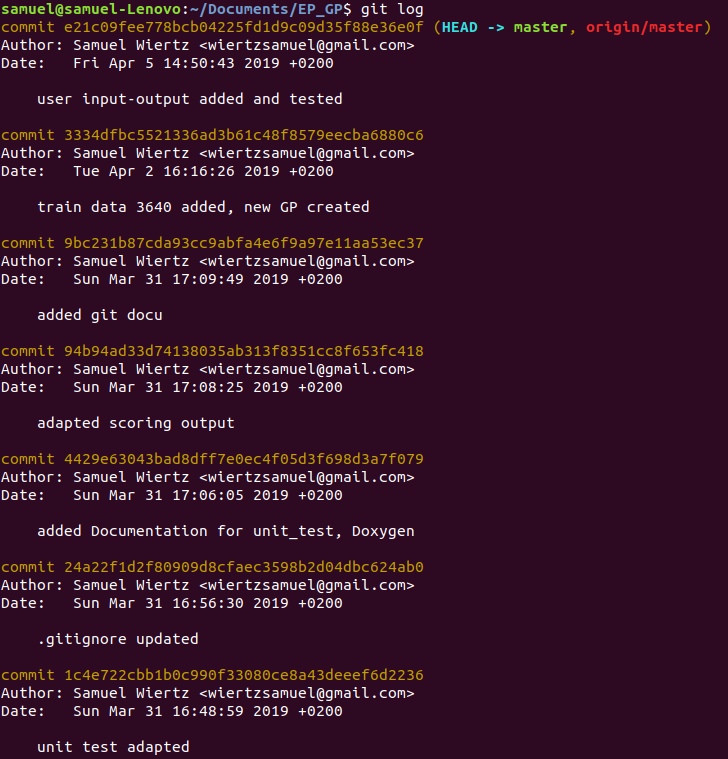 samuel@samuel-Lenovo:~/Documents/EP_GP$ git log
commit e21c09fee778bcb04225fd1d9c09d35f88e36e0f (HEAD -> master, origin/master)
Author: Samuel Wiertz <wiertzsamuel@gmail.com>
Date:   Fri Apr 5 14:50:43 2019 +0200
    user input-output added and tested
commit 3334dfbc5521336ad3b61c48f8579eecba6880c6
Author: Samuel Wiertz <wiertzsamuel@gmail.com>
Date:   Tue Apr 2 16:16:26 2019 +0200
    train data 3640 added, new GP created
commit 9bc231b87cda93cc9abfa4e6f9a97e11aa53ec37
Author: Samuel Wiertz <wiertzsamuel@gmail.com>
Date:   Sun Mar 31 17:09:49 2019 +0200
    added git docu
commit 94b94ad33d74138035ab313f8351cc8f653fc418
Author: Samuel Wiertz <wiertzsamuel@gmail.com>
Date:   Sun Mar 31 17:08:25 2019 +0200
    adapted scoring output
commit 4429e63043bad8dff7e0ec4f05d3f698d3a7f079
Author: Samuel Wiertz <wiertzsamuel@gmail.com>
Date:   Sun Mar 31 17:06:05 2019 +0200
    added Documentation for unit_test, Doxygen
commit 24a22f1d2f80909d8cfaec3598b2d04dbc624ab0
Author: Samuel Wiertz <wiertzsamuel@gmail.com>
Date:   Sun Mar 31 16:56:30 2019 +0200
    .gitignore updated
commit 1c4e722cbb1b0c990f33080ce8a43deeef6d2236
Author: Samuel Wiertz <wiertzsamuel@gmail.com>
Date:   Sun Mar 31 16:48:59 2019 +0200
    unit test adapted